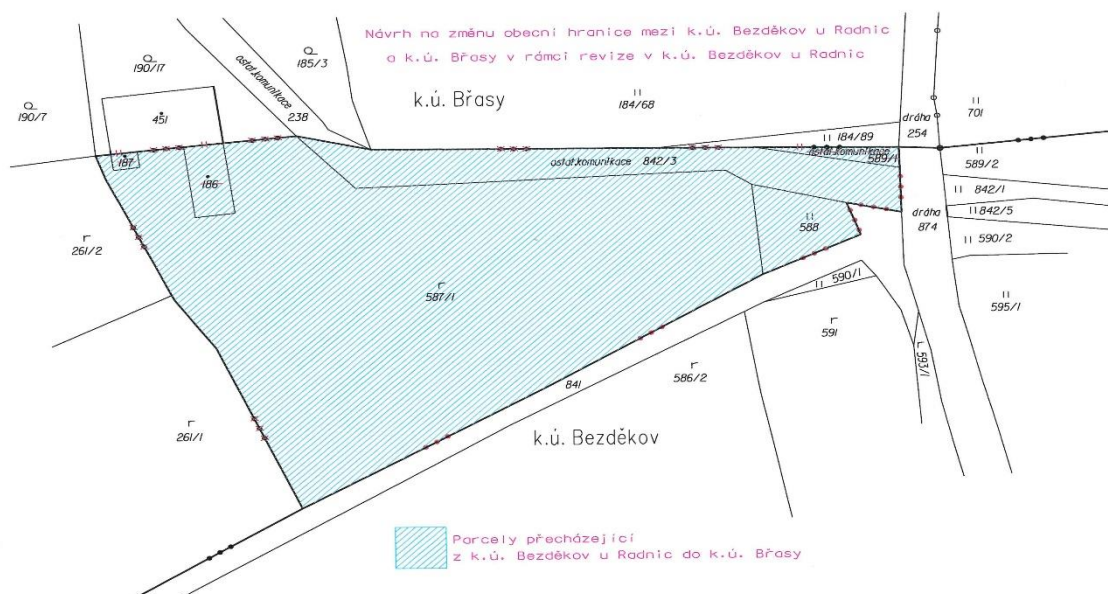 Návrh na změnu obecní hranice mezi k.ú. Bezděkov u Radnic
a k.ú. Břasy v rámci revize v k.ú. Bezděkov u Radnic
190/17
185/3
190/7
ostat.komunikace
238
k.ú. Břasy
184/68
701
451
dráha
254
184/89
187
ostat.komunikace 842/3
ostat.komunikace
589/1
589/2
186
842/1
842/5
dráha
874
261/2
588
590/2
587/1
590/1
595/1
591
593/1
841
586/2
261/1
k.ú. Bezděkov
Parcely přecházející
z k.ú. Bezděkov u Radnic do k.ú. Břasy